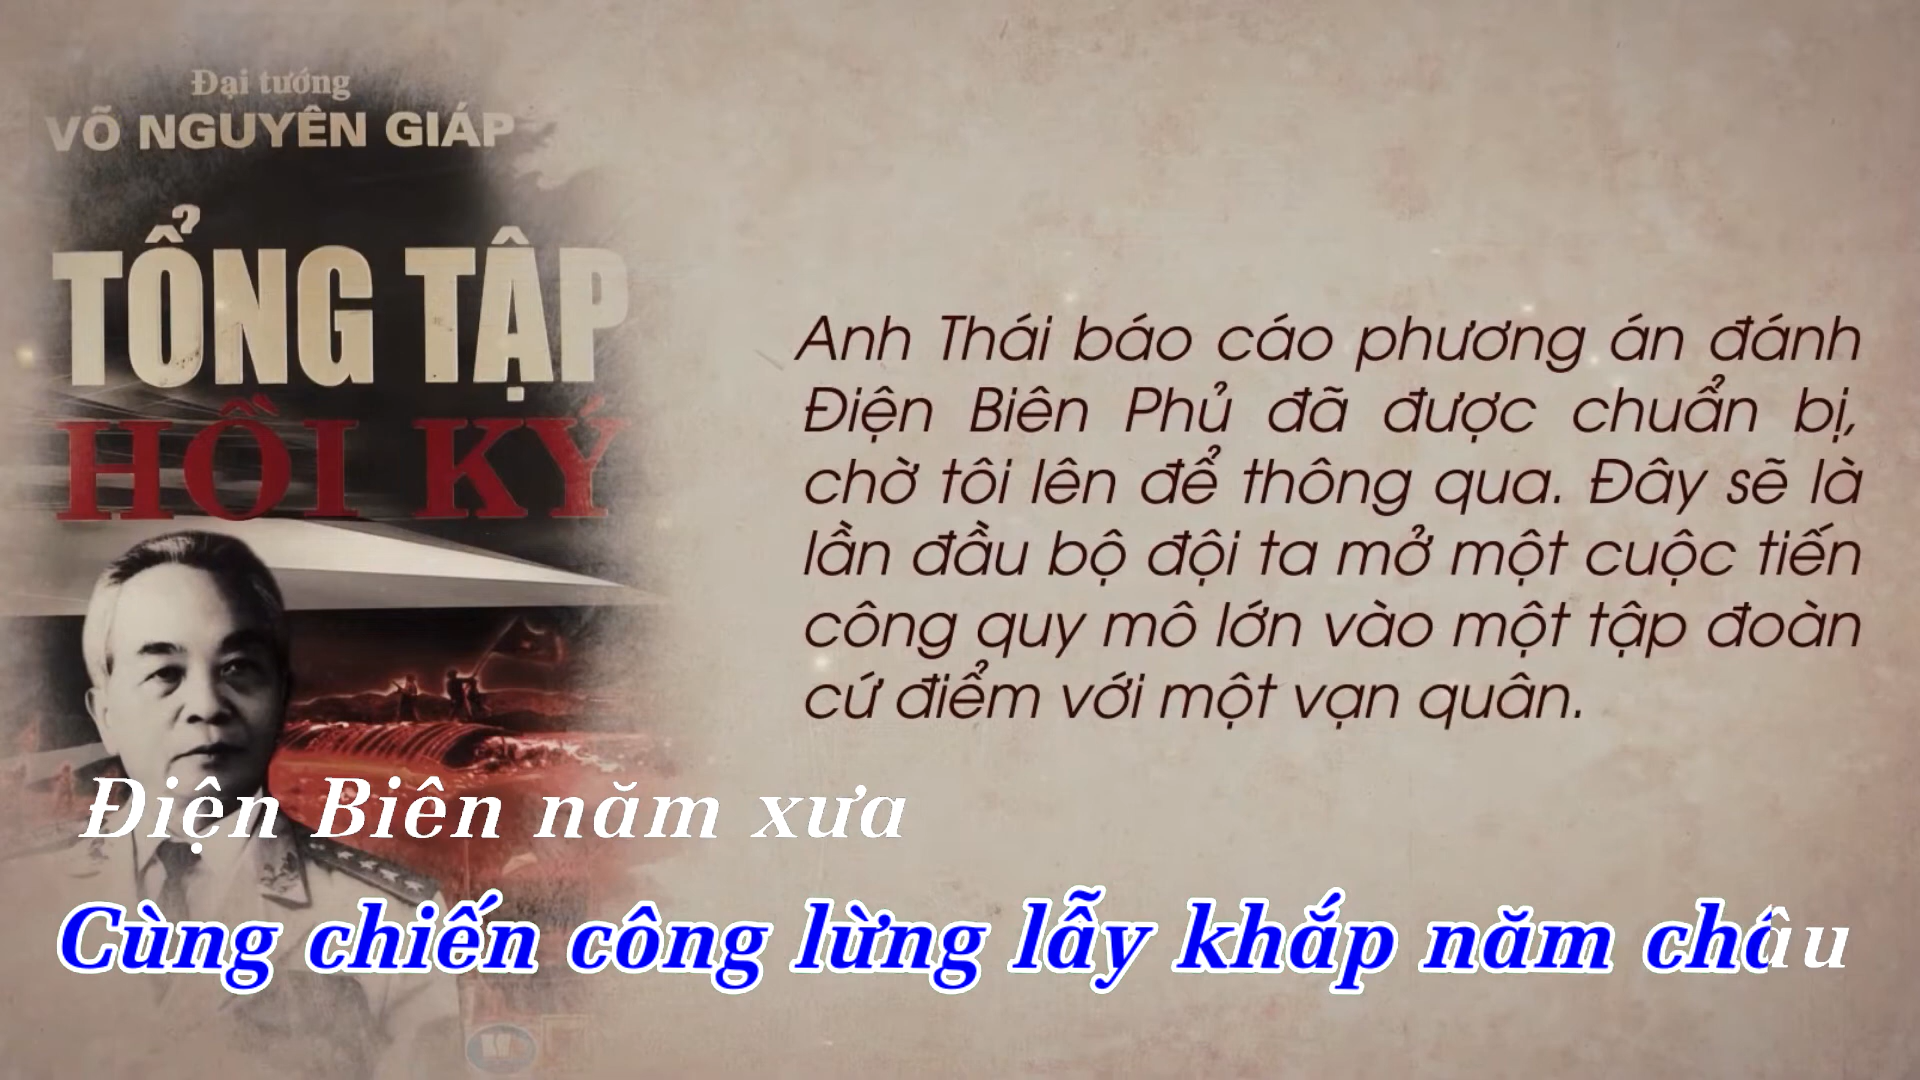 Đại tướng
VÕ NGUYÊN GIÁP
TỔNG TẬP
HỒI KÝ
Anh Thái báo cáo phương án đánh
Điện Biên Phủ đã được chuẩn bị,
chờ tôi lên để thông qua. Đây sẽ là
lần đầu bộ đội ta mở một cuộc tiến
công quy mô lớn vào một tập đoàn
cứ điểm với một vạn quân.
Điện Biên năm xưa
Cùng chiến công lừng lẫy khắp năm châu